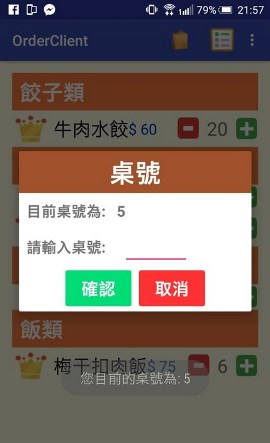 79% 21:57
OrderClient
餃子類
牛肉水餃 $ 60 20
桌號
目前桌號為: 5
請輸入桌號:
確認 取消
飯類
梅干扣肉飯 $ 75 6
您目前的桌號為: 5